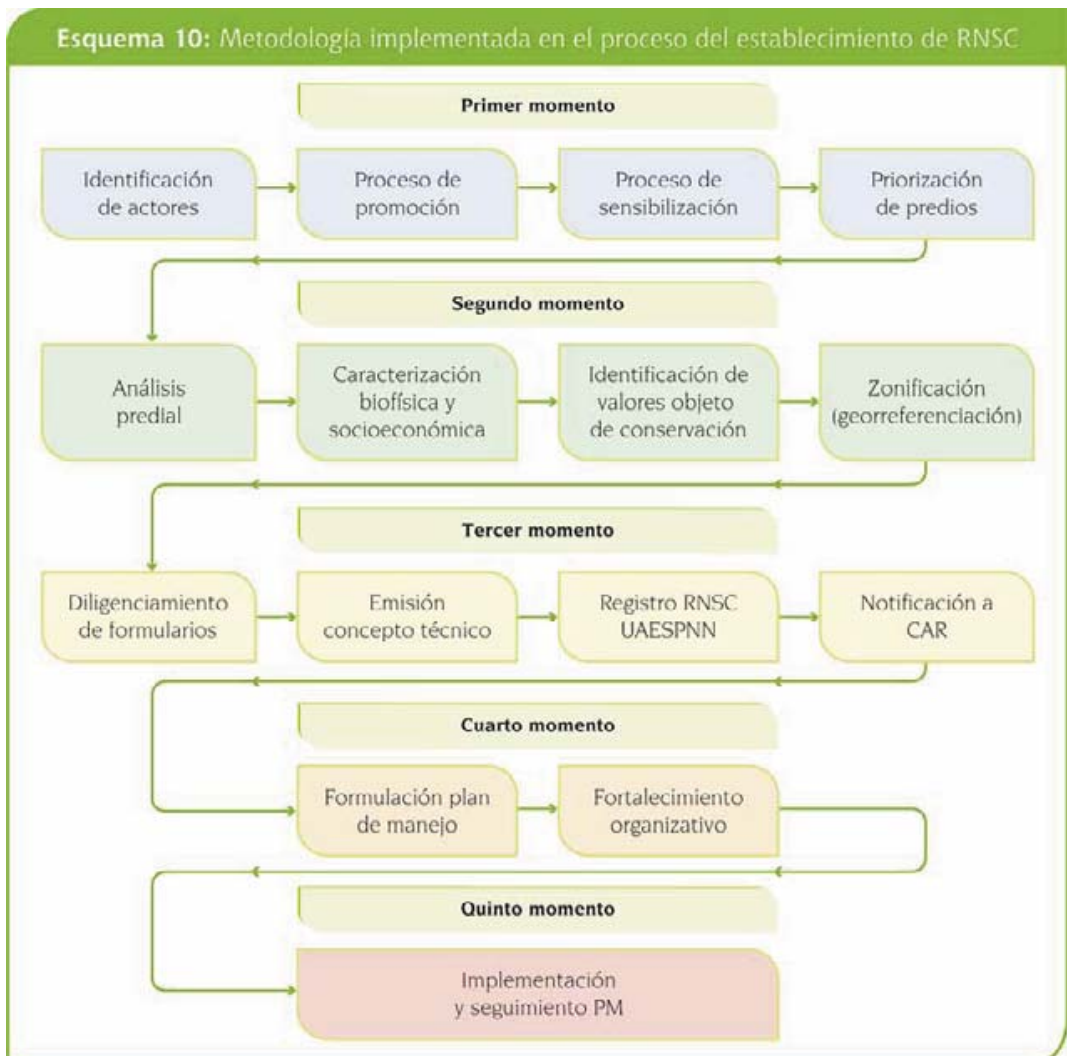 Esquema 10: Metodología implementada en el proceso del establecimiento de RNSC
Primer momento
Identificación
de actores
Proceso de
promoción
Proceso de
sensibilización
Priorización
de predios
Segundo momento
Análisis
predial
Caracterización
biofísica y
socioeconómica
Identificación de
valores objeto
de conservación
Zonificación
(georreferenciación)
Tercer momento
Diligenciamiento
de formularios
Emisión
concepto técnico
Registro RNSC
UAESPNN
Notificación a
CAR
Cuarto momento
Formulación plan
de manejo
Fortalecimiento
organizativo
Quinto momento
Implementación
y seguimiento PM